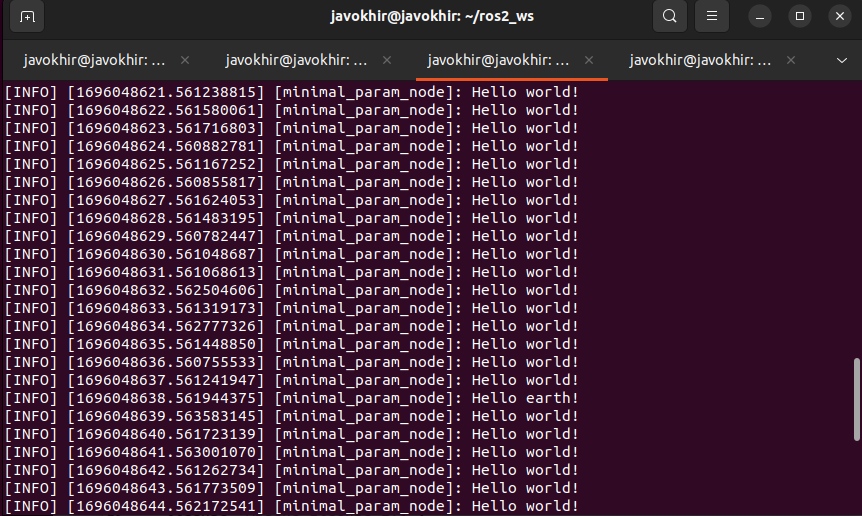 javokhir@javokhir: ~/ros2_ws
javokhir@javokhir: ...
javokhir@javokhir: ...
javokhir@javokhir: ...
javokhir@javokhir: ...
[INFO] [1696048621.561238815] [minimal_param_node]: Hello world!
[INFO] [1696048622.561580061] [minimal_param_node]: Hello world!
[INFO] [1696048623.561716803] [minimal_param_node]: Hello world!
[INFO] [1696048624.560882781] [minimal_param_node]: Hello world!
[INFO] [1696048625.561167252] [minimal_param_node]: Hello world!
[INFO] [1696048626.560855817] [minimal_param_node]: Hello world!
[INFO] [1696048627.561624053] [minimal_param_node]: Hello world!
[INFO] [1696048628.561483195] [minimal_param_node]: Hello world!
[INFO] [1696048629.560782447] [minimal_param_node]: Hello world!
[INFO] [1696048630.561048687] [minimal_param_node]: Hello world!
[INFO] [1696048631.561068613] [minimal_param_node]: Hello world!
[INFO] [1696048632.562504606] [minimal_param_node]: Hello world!
[INFO] [1696048633.561319173] [minimal_param_node]: Hello world!
[INFO] [1696048634.562777326] [minimal_param_node]: Hello world!
[INFO] [1696048635.561448850] [minimal_param_node]: Hello world!
[INFO] [1696048636.560755533] [minimal_param_node]: Hello world!
[INFO] [1696048637.561241947] [minimal_param_node]: Hello world!
[INFO] [1696048638.561944375] [minimal_param_node]: Hello earth!
[INFO] [1696048639.563583145] [minimal_param_node]: Hello world!
[INFO] [1696048640.561723139] [minimal_param_node]: Hello world!
[INFO] [1696048641.563001070] [minimal_param_node]: Hello world!
[INFO] [1696048642.561262734] [minimal_param_node]: Hello world!
[INFO] [1696048643.561773509] [minimal_param_node]: Hello world!
[INFO] [1696048644.562172541] [minimal_param_node]: Hello world!